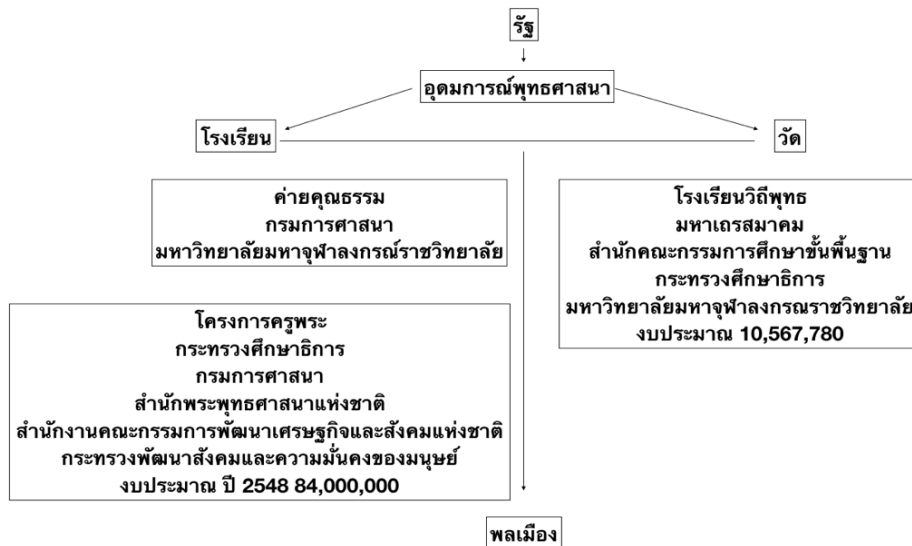 รัฐ
อุดมการณ์พุทธศาสนา
โรงเรียน
วัด
ค่ายคุณธรรม
กรมการศาสนา
มหาวิทยาลัยมหาจุฬาลงกรณ์ราชวิทยาลัย
โรงเรียนวิถีพุทธ
มหาเถรสมาคม
สำนักคณะกรรมการศึกษาขั้นพื้นฐาน
กระทรวงศึกษาธิการ
มหาวิทยาลัยมหาจุฬาลงกรณราชวิทยาลัย
งบประมาณ 10,567,780
โครงการครูพระ
กระทรวงศึกษาธิการ
กรมการศาสนา
สำนักพระพุทธศาสนาแห่งชาติ
สำนักงานคณะกรรมการพัฒนาเศรษฐกิจและสังคมแห่งชาติ
กระทรวงพัฒนาสังคมและความมั่นคงของมนุษย์
งบประมาณ ปี 2548 84,000,000
พลเมือง